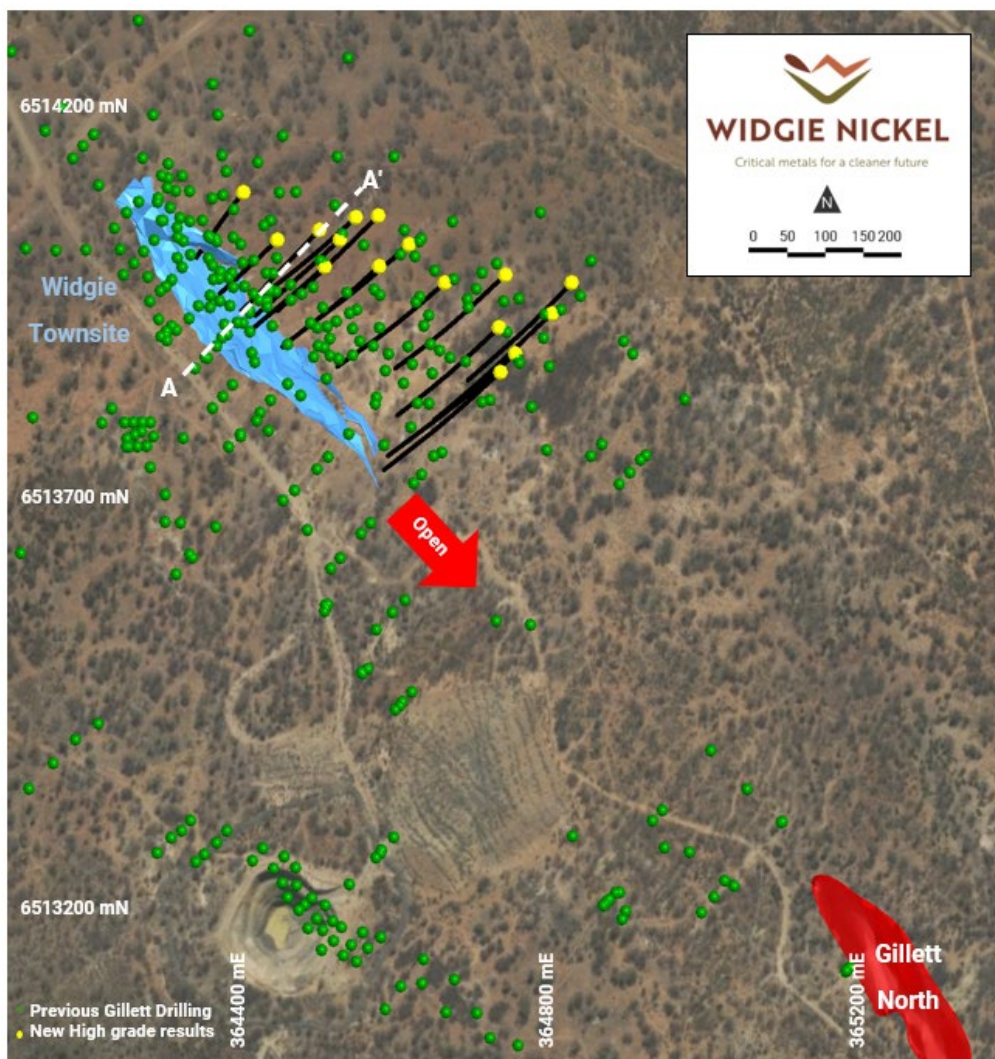 6514200 mN
WIDGIE NICKEL
Critical metals for a cleaner future
N
0 50 100 150 200
A'
Widgie
Townsite
A
6513700 mN
Open
6513200 mN
364400 mE
364800 mE
365200 mE
Gillett
North
Previous Gillett Drilling
New High grade results